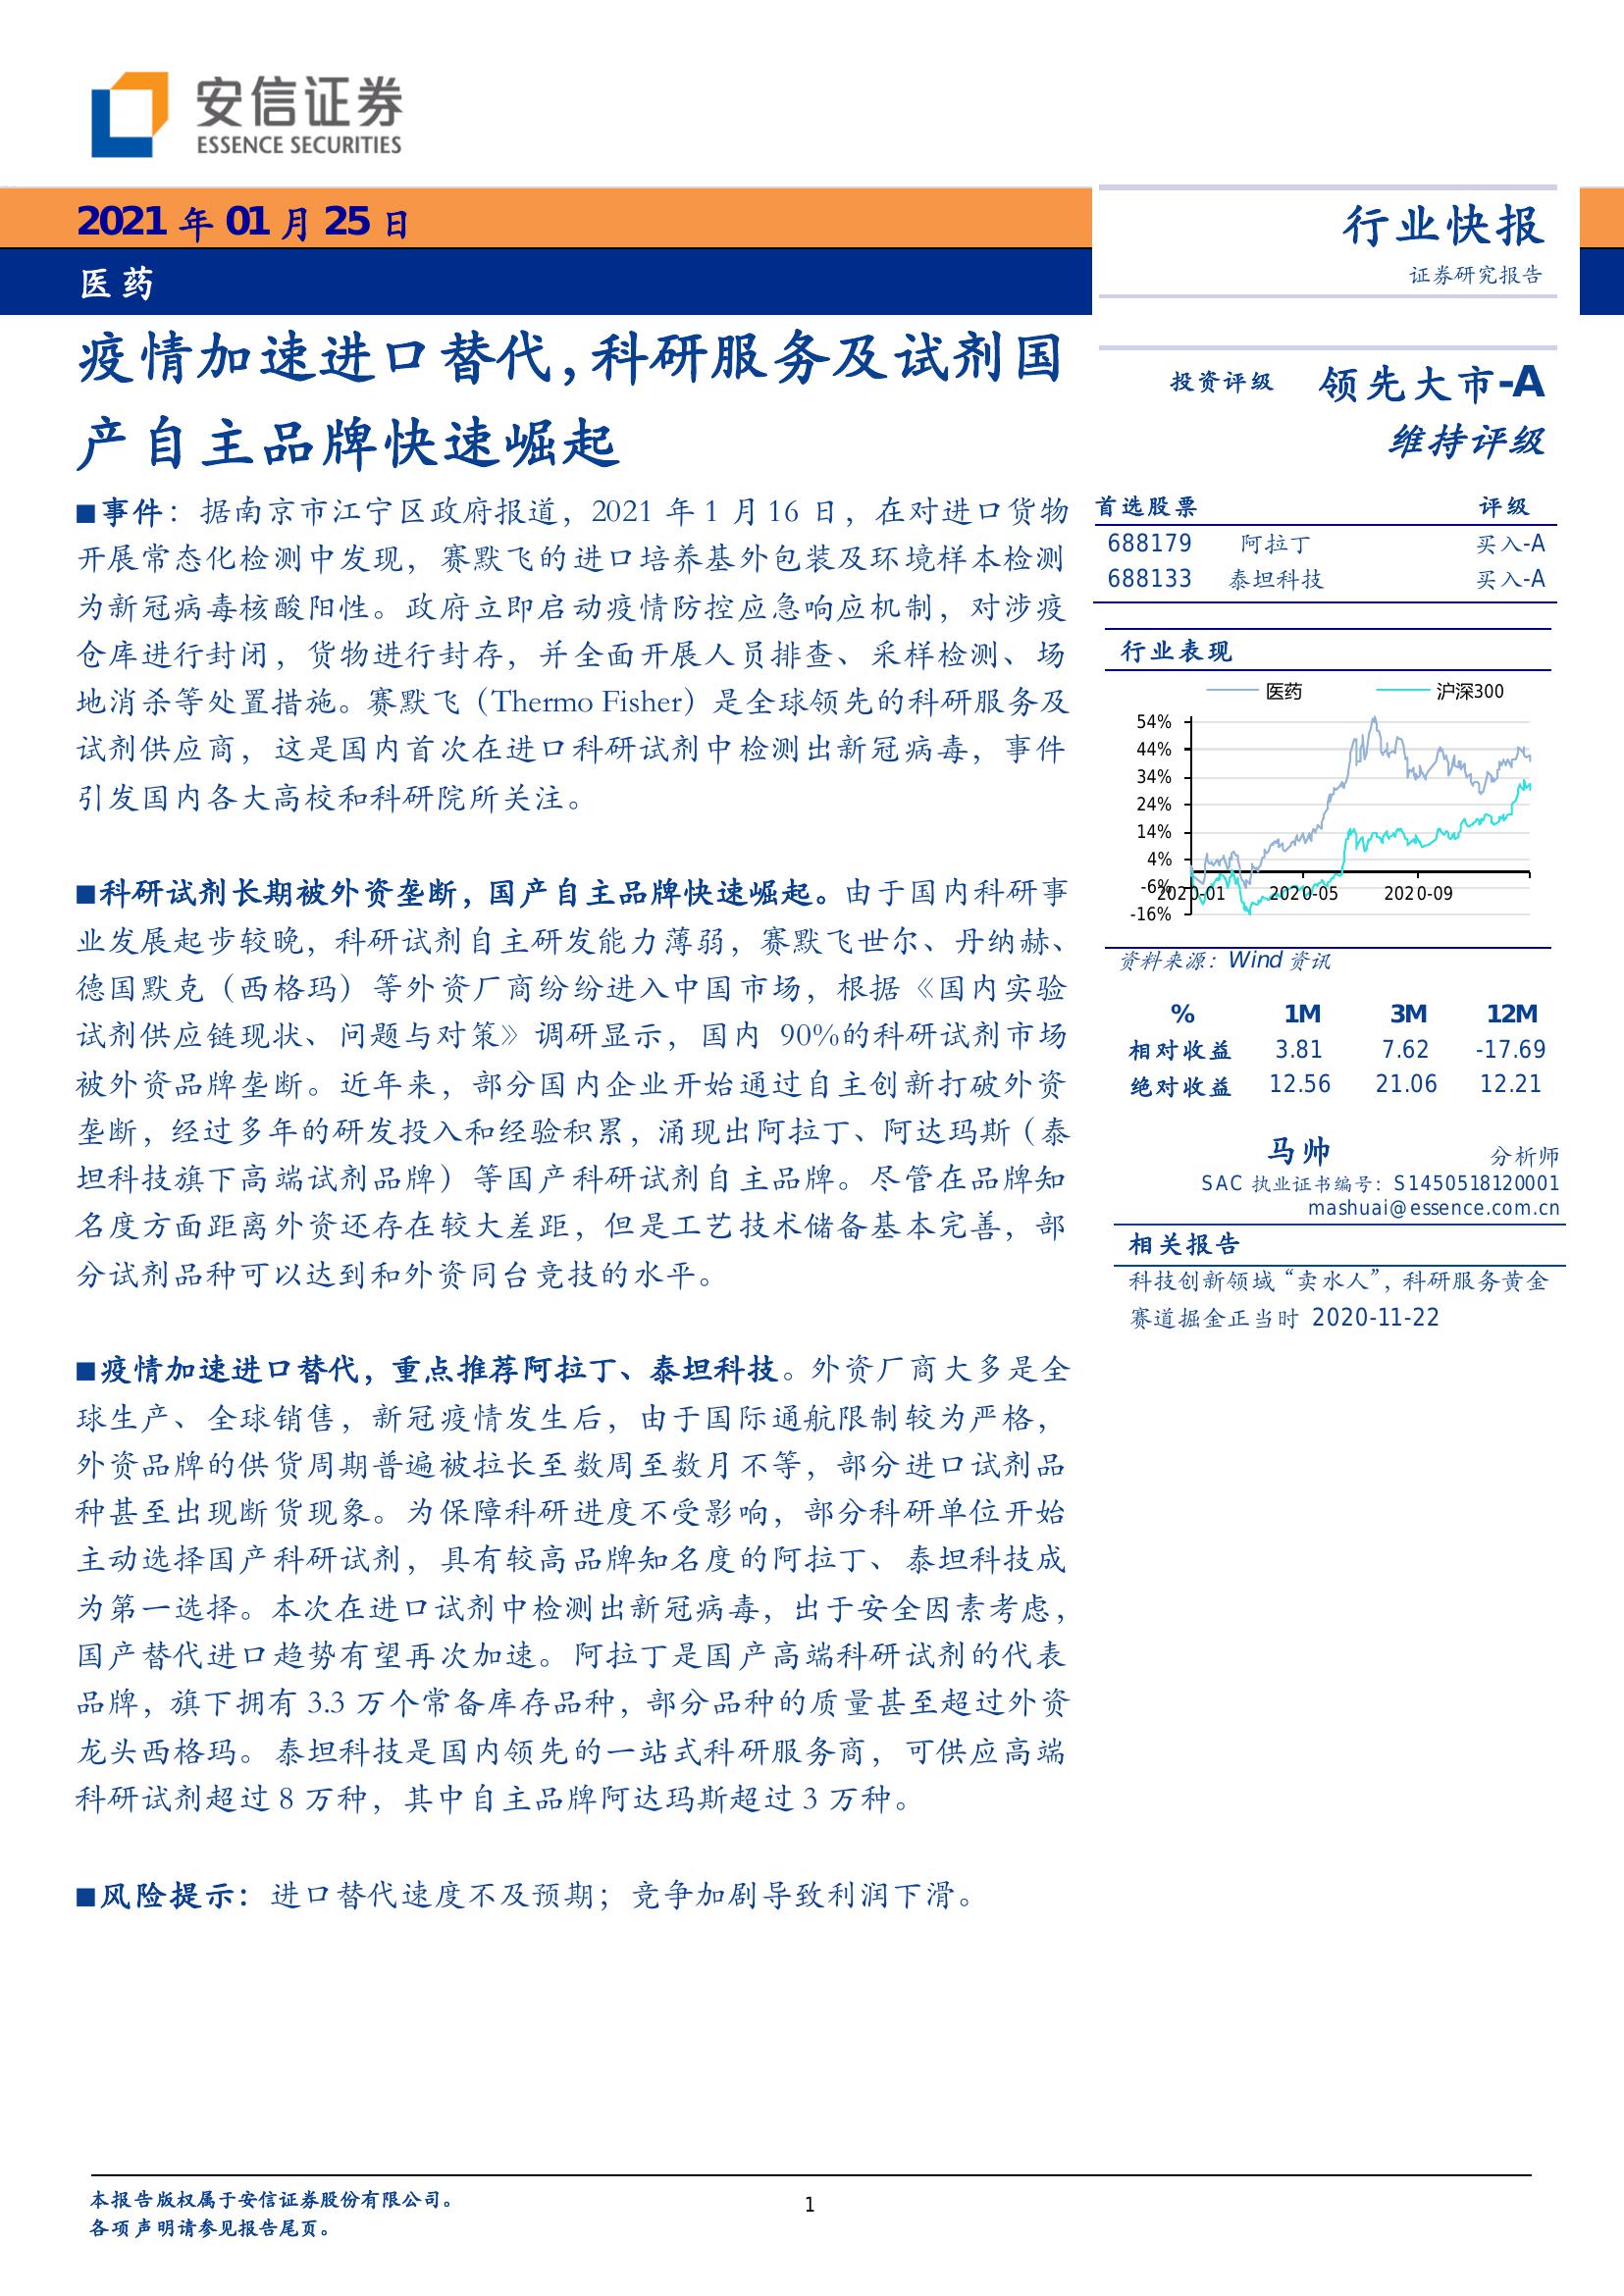 安信证券
ESSENCE SECURITIES
2021 年 01 月 25 日
医药
行业快报
证券研究报告
疫情加速进口替代，科研服务及试剂国
产自主品牌快速崛起
■事件：据南京市江宁区政府报道，2021 年 1 月 16 日，在对进口货物
开展常态化检测中发现，赛默飞的进口培养基外包装及环境样本检测
为新冠病毒核酸阳性。政府立即启动疫情防控应急响应机制，对涉疫
仓库进行封闭，货物进行封存，并全面开展人员排查、采样检测、场
地消杀等处置措施。赛默飞（Thermo Fisher）是全球领先的科研服务及
试剂供应商，这是国内首次在进口科研试剂中检测出新冠病毒，事件
引发国内各大高校和科研院所关注。
■科研试剂长期被外资垄断，国产自主品牌快速崛起。由于国内科研事
业发展起步较晚，科研试剂自主研发能力薄弱，赛默飞世尔、丹纳赫、
德国默克（西格玛）等外资厂商纷纷进入中国市场，根据《国内实验
试剂供应链现状、问题与对策》调研显示，国内 90%的科研试剂市场
被外资品牌垄断。近年来，部分国内企业开始通过自主创新打破外资
垄断，经过多年的研发投入和经验积累，涌现出阿拉丁、阿达玛斯（泰
坦科技旗下高端试剂品牌）等国产科研试剂自主品牌。尽管在品牌知
名度方面距离外资还存在较大差距，但是工艺技术储备基本完善，部
分试剂品种可以达到和外资同台竞技的水平。
■疫情加速进口替代，重点推荐阿拉丁、泰坦科技。外资厂商大多是全
球生产、全球销售，新冠疫情发生后，由于国际通航限制较为严格，
外资品牌的供货周期普遍被拉长至数周至数月不等，部分进口试剂品
种甚至出现断货现象。为保障科研进度不受影响，部分科研单位开始
主动选择国产科研试剂，具有较高品牌知名度的阿拉丁、泰坦科技成
为第一选择。本次在进口试剂中检测出新冠病毒，出于安全因素考虑，
国产替代进口趋势有望再次加速。阿拉丁是国产高端科研试剂的代表
品牌，旗下拥有 3.3 万个常备库存品种，部分品种的质量甚至超过外资
龙头西格玛。泰坦科技是国内领先的一站式科研服务商，可供应高端
科研试剂超过 8 万种，其中自主品牌阿达玛斯超过 3 万种。
■风险提示：进口替代速度不及预期；竞争加剧导致利润下滑。
投资评级 领先大市-A
维持评级
首选股票 评级
688179 阿拉丁 买入-A
688133 泰坦科技 买入-A
行业表现
医药 沪深300
54%
44%
34%
24%
14%
4%
-6%
-16%
2020-01 2020-05 2020-09
资料来源：Wind 资讯
% 1M 3M 12M
相对收益 3.81 7.62 -17.69
绝对收益 12.56 21.06 12.21
马帅 分析师
SAC 执业证书编号：S1450518120001
mashuai@essence.com.cn
相关报告
科技创新领域“卖水人”，科研服务黄金
赛道掘金正当时 2020-11-22
本报告版权属于安信证券股份有限公司。
各项声明请参见报告尾页。
1